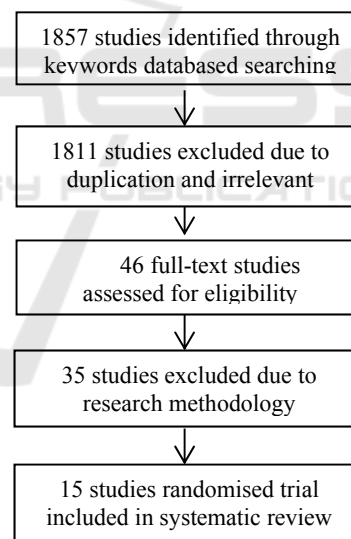 1857 studies identified through
keywords databased searching
1811 studies excluded due to
duplication and irrelevant
46 full-text studies
assessed for eligibility
35 studies excluded due to
research methodology
15 studies randomised trial
included in systematic review